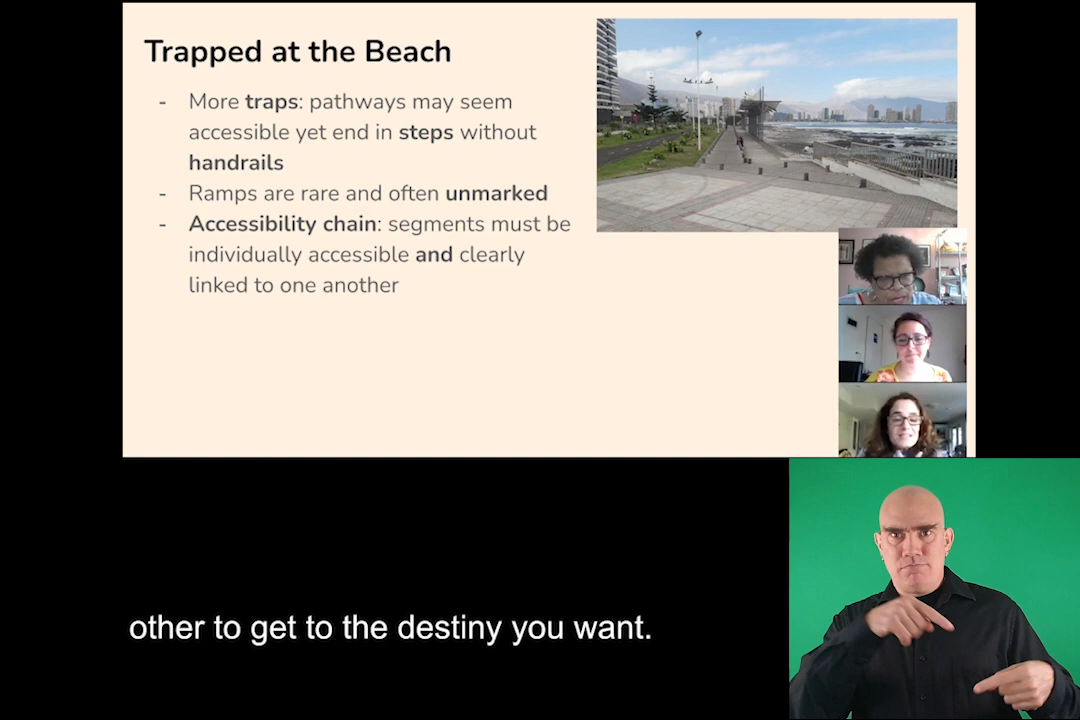 Trapped at the Beach
- More traps: pathways may seem
accessible yet end in steps without
handrails
- Ramps are rare and often unmarked
- Accessibility chain: segments must be
individually accessible and clearly
linked to one another
other to get to the destiny you want.